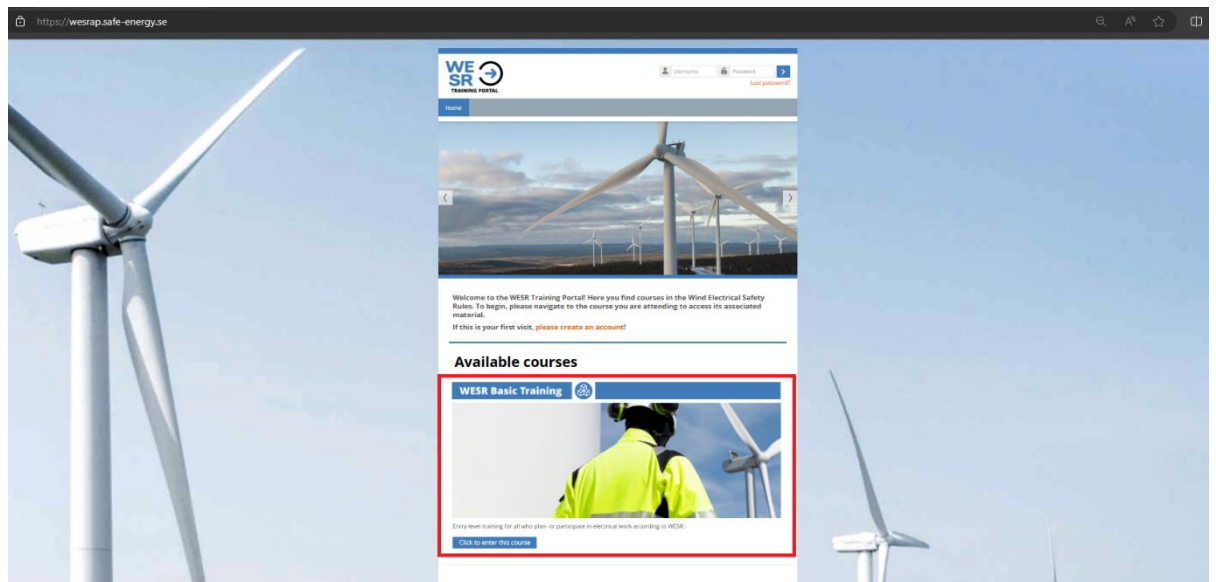 https://wesrap.safe-energy.se
WE
SR
TRAINING PORTAL
Username
Password
Lost password?
Home
Welcome to the WESR Training Portal! Here you find courses in the Wind Electrical Safety
Rules. To begin, please navigate to the course you are attending to access its associated
material.
If this is your first visit, please create an account!
Available courses
WESR Basic Training
Entry-level training for all who plan- or participate in electrical work according to WESR.
Click to enter this course